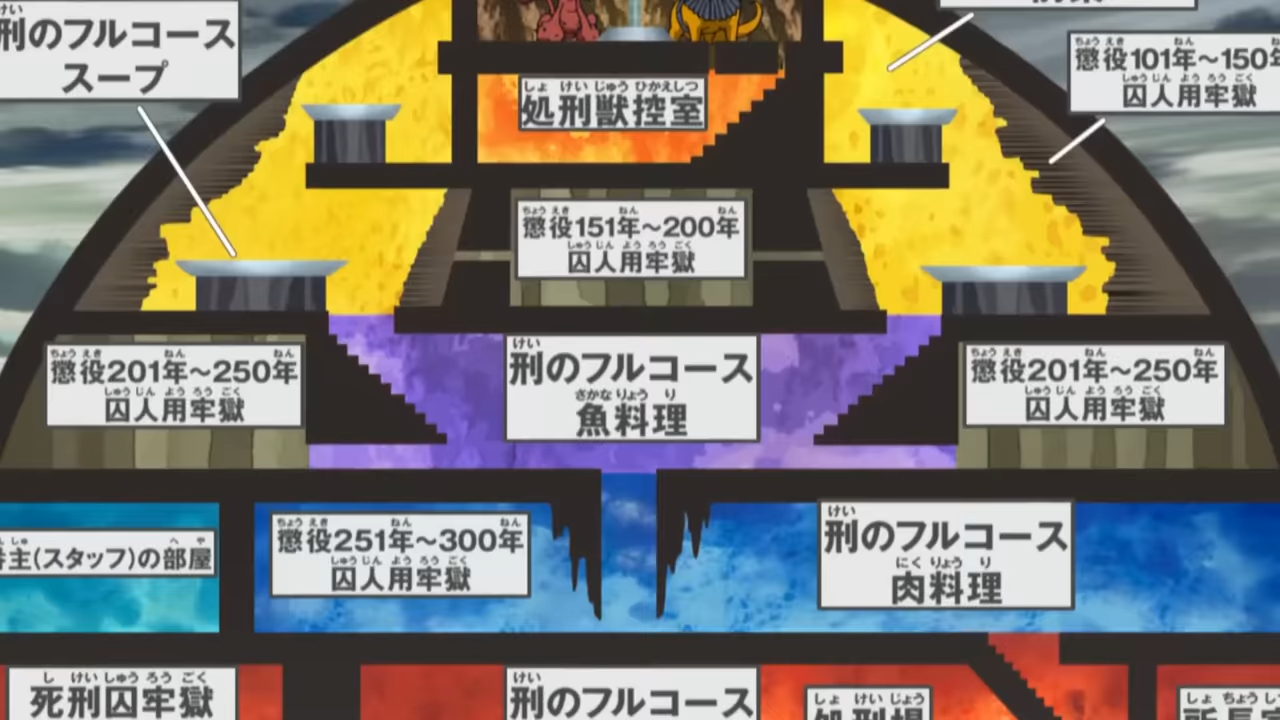 刑のフルコース
スープ
処刑獣控室
懲役101年～150年
囚人用牢獄
懲役151年～200年
囚人用牢獄
懲役201年～250年
囚人用牢獄
刑のフルコース
魚料理
懲役201年～250年
囚人用牢獄
主(スタッフ)の部屋
懲役251年～300年
囚人用牢獄
刑のフルコース
肉料理
死刑囚牢獄
刑のフルコース
処刑場